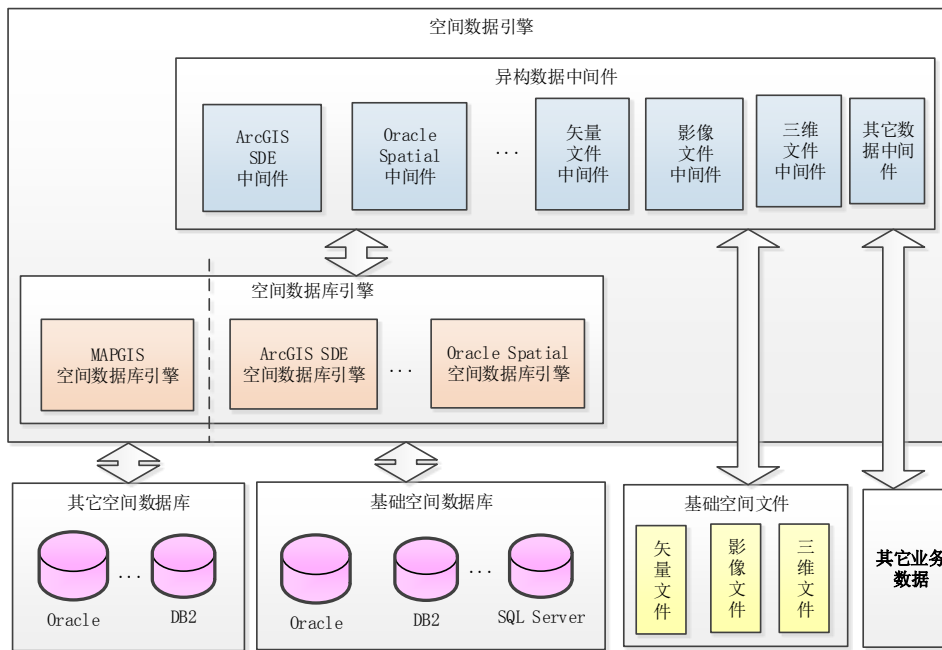 空间数据引擎
异构数据中间件
ArcGIS
SDE
中间件
Oracle
Spatial
中间件
...
矢量
文件
中间件
影像
文件
中间件
三维
文件
中间件
其它数
据中间
件
空间数据库引擎
MAPGIS
空间数据库引擎
ArcGIS SDE
空间数据库引擎
...
Oracle Spatial
空间数据库引擎
其它空间数据库
Oracle
...
DB2
基础空间数据库
Oracle
DB2
...
SQL Server
基础空间文件
矢量文件
影像文件
三维文件
其它业务
数据